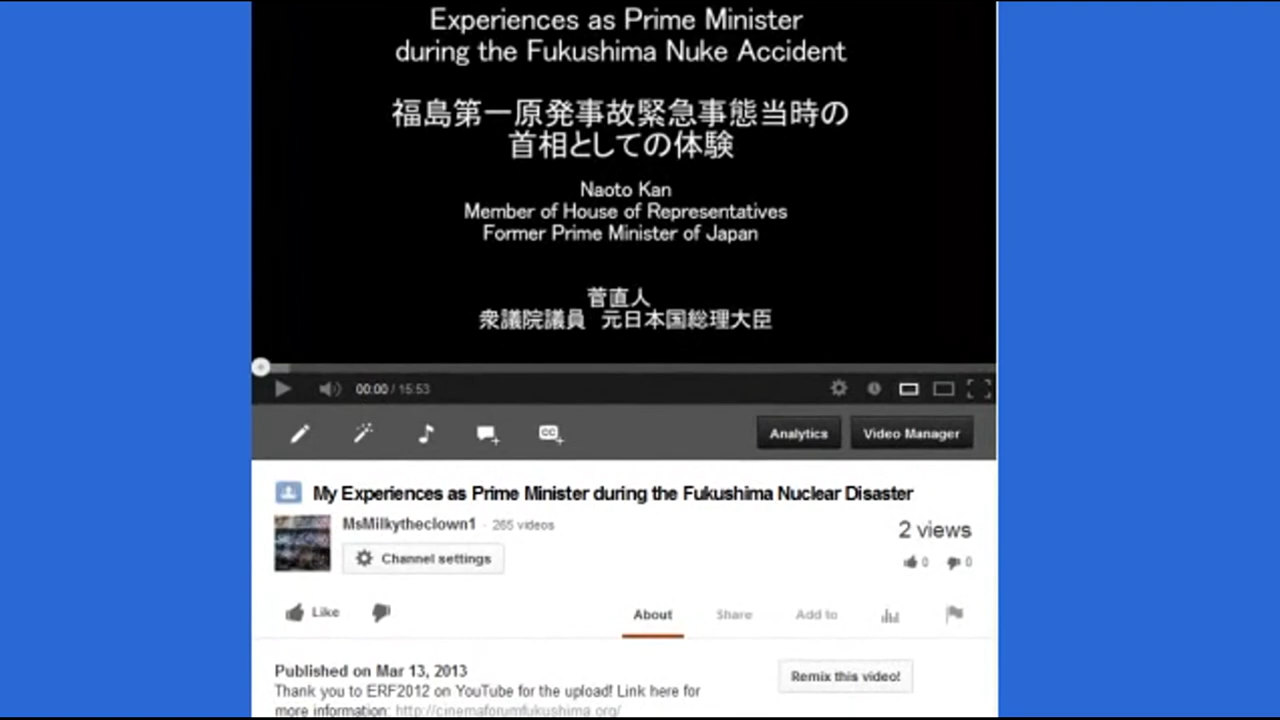 Experiences as Prime Minister
during the Fukushima Nuke Accident
福島第一原発事故緊急事態当時の
首相としての体験
Naoto Kan
Member of House of Representatives
Former Prime Minister of Japan
菅直人
衆議院議員 元日本国総理大臣
00:00 / 15:53
CC
Analytics
Video Manager
My Experiences as Prime Minister during the Fukushima Nuclear Disaster
MsMilkytheclown1 · 265 videos
2 views
Channel settings
0 0
Like
About Share Add to
Published on Mar 13, 2013
Remix this video!
Thank you to ERF2012 on YouTube for the upload! Link here for
more information: http://cinemaforumfukushima.org/